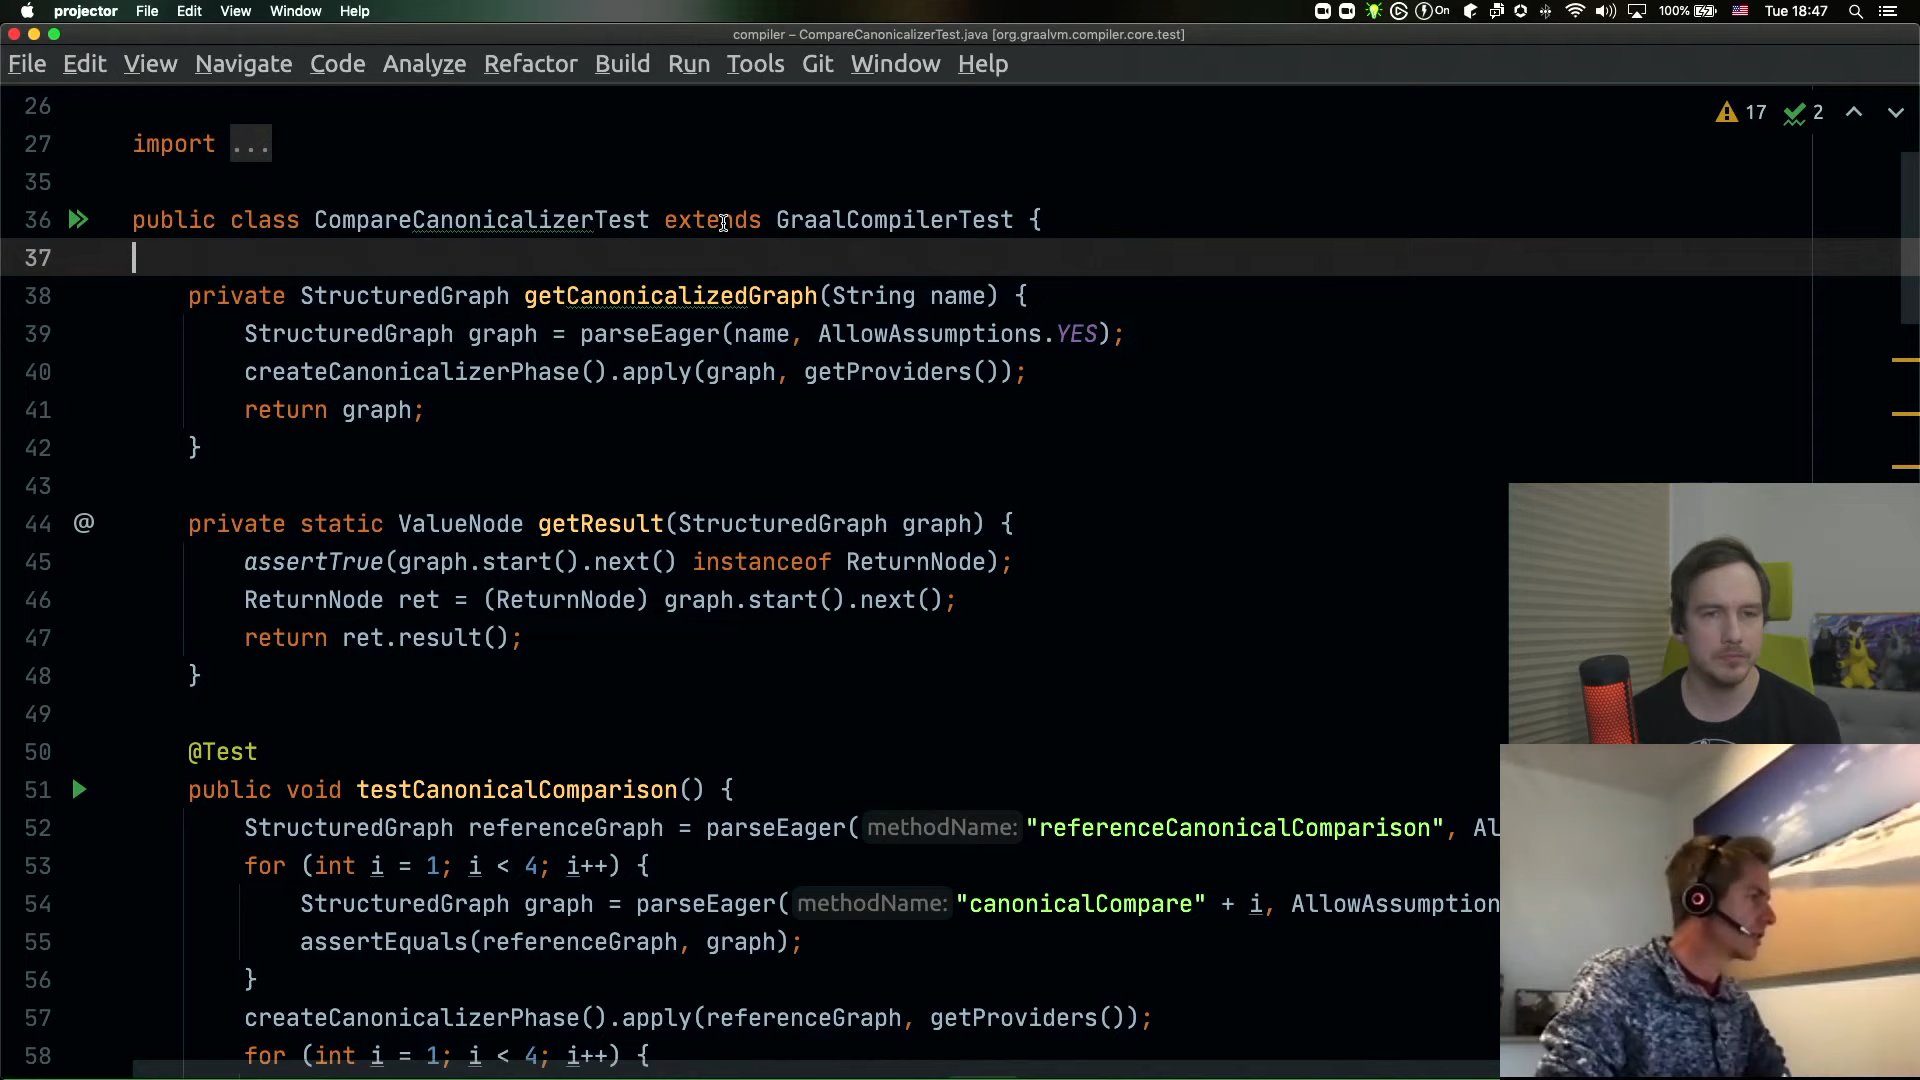 projector File Edit View Window Help On 100% Tue 18:47
compiler – CompareCanonicalizerTest.java [org.graalvm.compiler.core.test]
File Edit View Navigate Code Analyze Refactor Build Run Tools Git Window Help
26 17 2
27 import ...
35
36 public class CompareCanonicalizerTest extends GraalCompilerTest {
37
38 private StructuredGraph getCanonicalizedGraph(String name) {
39 StructuredGraph graph = parseEager(name, AllowAssumptions.YES);
40 createCanonicalizerPhase().apply(graph, getProviders());
41 return graph;
42 }
43
44 @ private static ValueNode getResult(StructuredGraph graph) {
45 assertTrue(graph.start().next() instanceof ReturnNode);
46 ReturnNode ret = (ReturnNode) graph.start().next();
47 return ret.result();
48 }
49
50 @Test
51 public void testCanonicalComparison() {
52 StructuredGraph referenceGraph = parseEager( methodName: "referenceCanonicalComparison", Al
53 for (int i = 1; i < 4; i++) {
54 StructuredGraph graph = parseEager( methodName: "canonicalCompare" + i, AllowAssumption
55 assertEquals(referenceGraph, graph);
56 }
57 createCanonicalizerPhase().apply(referenceGraph, getProviders());
58 for (int i = 1; i < 4; i++) {